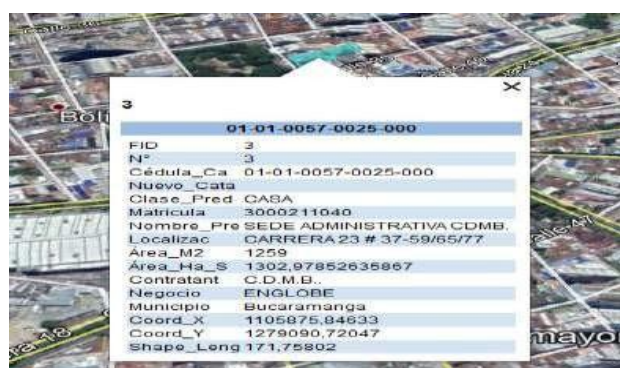 3
01-01-0057-0025-000
FID 3
N° 3
Cédula_Ca 01-01-0057-0025-000
Nuevo_Cata
Clase_Pred CASA
Matricula 3000211040
Nombre_Pre SEDE ADMINISTRATIVA CDMB.
Localizac CARRERA 23 # 37-59/65/77
Área_M2 1259
Área_Ha_S 1302,97852635867
Contratant C.D.M.B..
Negocio ENGLOBE
Municipio Bucaramanga
Coord_X 1105875,84633
Coord_Y 1279090,72047
Shape_Leng 171,75802